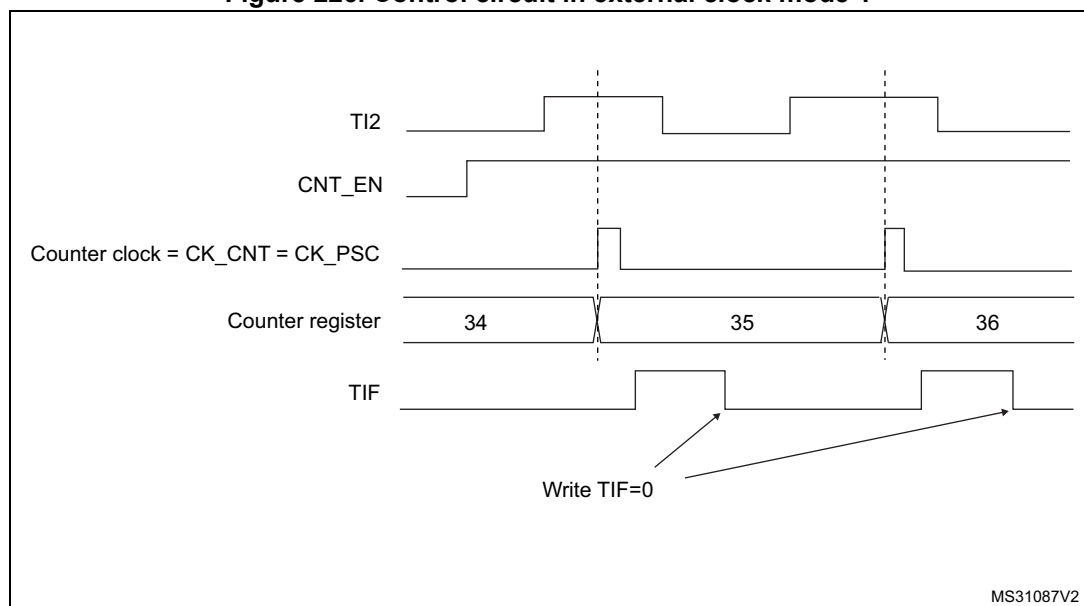 Figure 226. Control circuit in external clock mode 1
TI2
CNT_EN
Counter clock = CK_CNT = CK_PSC
Counter register
34
35
36
TIF
Write TIF=0
MS31087V2